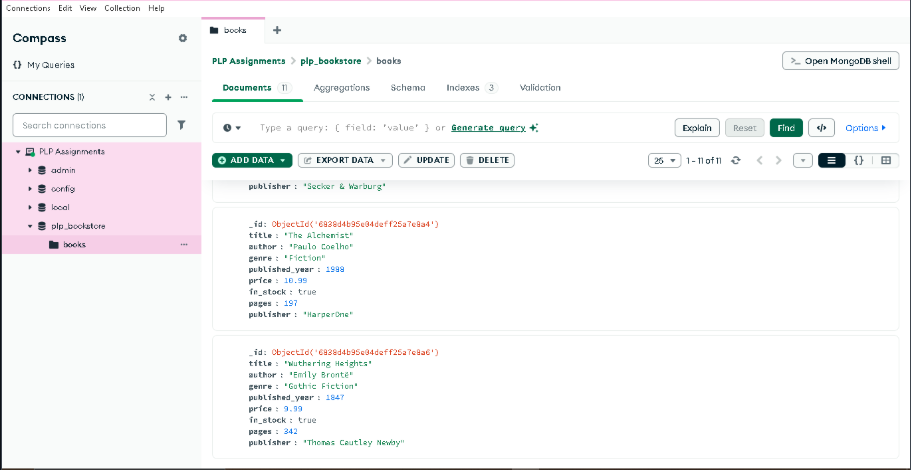 Connections Edit View Collection Help
Compass
My Queries
CONNECTIONS (1)
Search connections
PLP Assignments
admin
config
local
plp_bookstore
books
books
PLP Assignments > plp_bookstore > books
Open MongoDB shell
Documents 11 Aggregations Schema Indexes 3 Validation
Type a query: { field: 'value' } or Generate query
Explain Reset Find </> Options
ADD DATA EXPORT DATA UPDATE DELETE
25 1 - 11 of 11
publisher : "Secker & Warburg"
_id: ObjectId('6838d4b95e04deff25a7e8a4')
title : "The Alchemist"
author : "Paulo Coelho"
genre : "Fiction"
published_year : 1988
price : 10.99
in_stock : true
pages : 197
publisher : "HarperOne"
_id: ObjectId('6838d4b95e04deff25a7e8a6')
title : "Wuthering Heights"
author : "Emily Brontë"
genre : "Gothic Fiction"
published_year : 1847
price : 9.99
in_stock : true
pages : 342
publisher : "Thomas Cautley Newby"